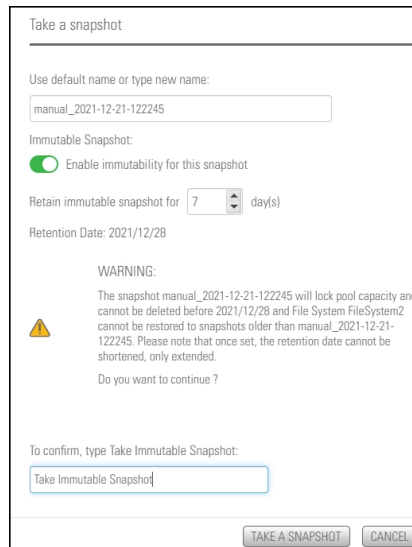 Take a snapshot
Use default name or type new name:
manual_2021-12-21-122245
Immutable Snapshot:
Enable immutability for this snapshot
Retain immutable snapshot for 7 day(s)
Retention Date: 2021/12/28
WARNING:
The snapshot manual_2021-12-21-122245 will lock pool capacity and
cannot be deleted before 2021/12/28 and File System FileSystem2
cannot be restored to snapshots older than manual_2021-12-21-
122245. Please note that once set, the retention date cannot be
shortened, only extended.
Do you want to continue ?
To confirm, type Take Immutable Snapshot:
Take Immutable Snapshot
TAKE A SNAPSHOT CANCEL